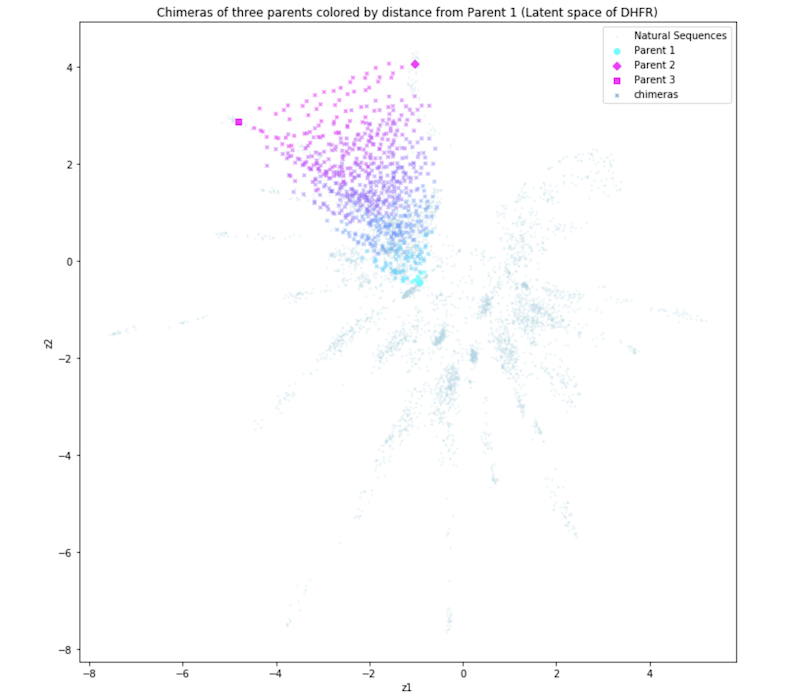 Chimeras of three parents colored by distance from Parent 1 (Latent space of DHFR)
Natural Sequences
Parent 1
Parent 2
Parent 3
chimeras
4
2
0
−2
−4
−6
−8
z2
−8 −6 −4 −2 0 2 4
z1